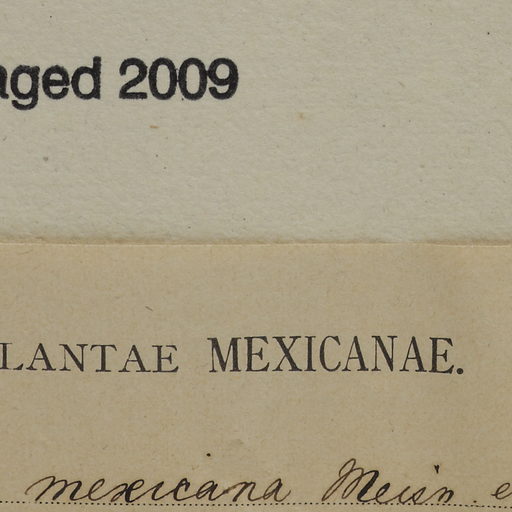 aged 2009
LANTAE MEXICANAE.
mexicana Meisn. e